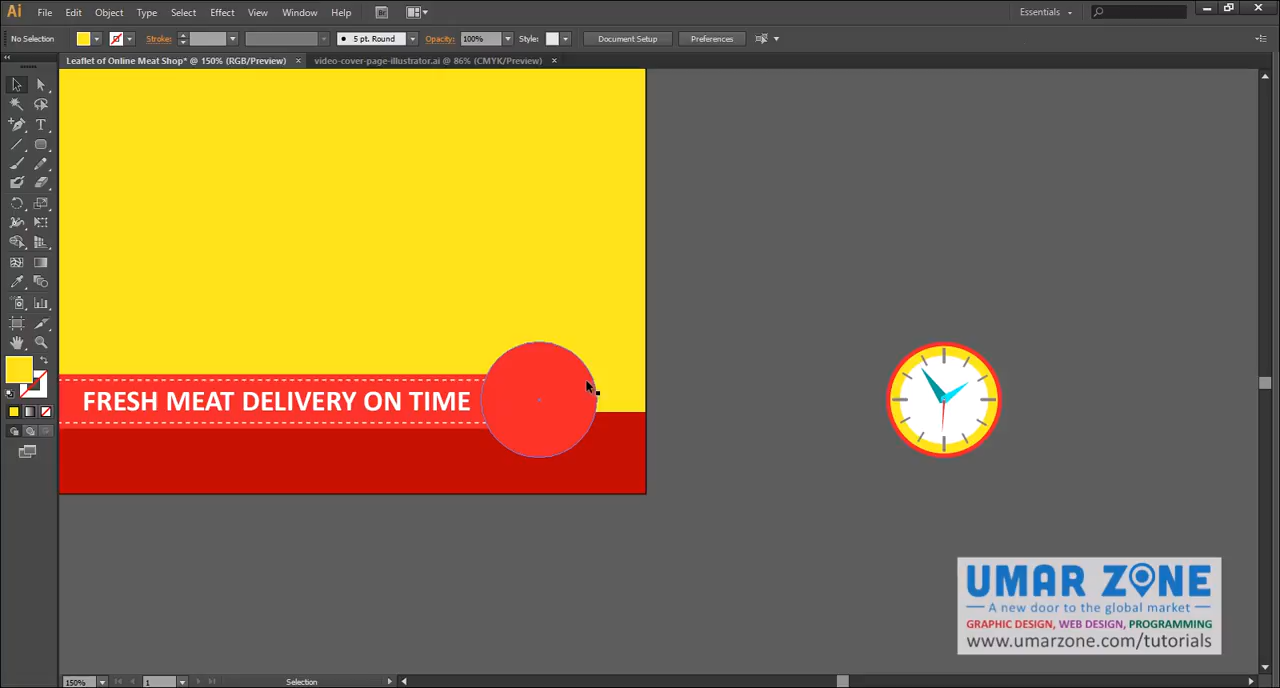 Ai File Edit Object Type Select Effect View Window Help Br Essentials
No Selection Stroke: 5 pt. Round Opacity: 100% Style: Document Setup Preferences
Leaflet of Online Meat Shop* @ 150% (RGB/Preview) × video-cover-page-illustrator.ai @ 86% (CMYK/Preview) ×
FRESH MEAT DELIVERY ON TIME
UMAR ZONE
A new door to the global market
GRAPHIC DESIGN, WEB DESIGN, PROGRAMMING
www.umarzone.com/tutorials
150% 1 Selection